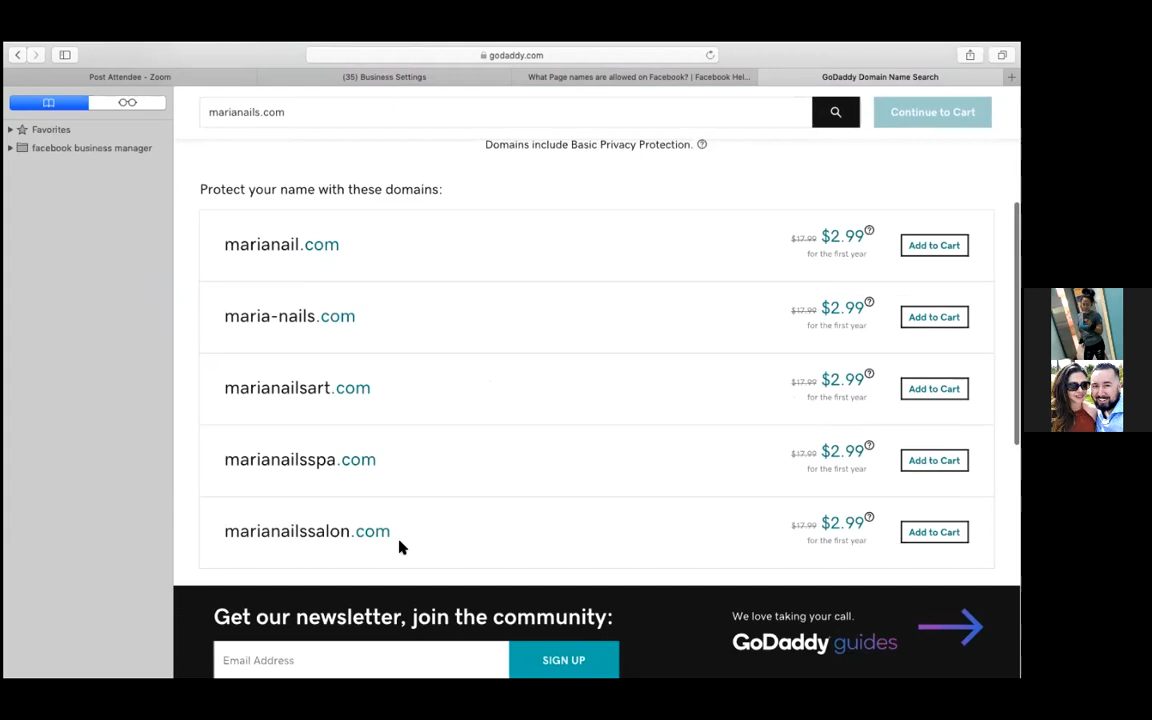 godaddy.com
Post Attendee - Zoom
(35) Business Settings
What Page names are allowed on Facebook? | Facebook Hel...
GoDaddy Domain Name Search
Favorites
facebook business manager
marianails.com
Continue to Cart
Domains include Basic Privacy Protection.
Protect your name with these domains:
marianail.com
$17.99 $2.99
for the first year
Add to Cart
maria-nails.com
$17.99 $2.99
for the first year
Add to Cart
marianailsart.com
$17.99 $2.99
for the first year
Add to Cart
marianailsspa.com
$17.99 $2.99
for the first year
Add to Cart
marianailssalon.com
$17.99 $2.99
for the first year
Add to Cart
Get our newsletter, join the community:
Email Address
SIGN UP
We love taking your call.
GoDaddy guides